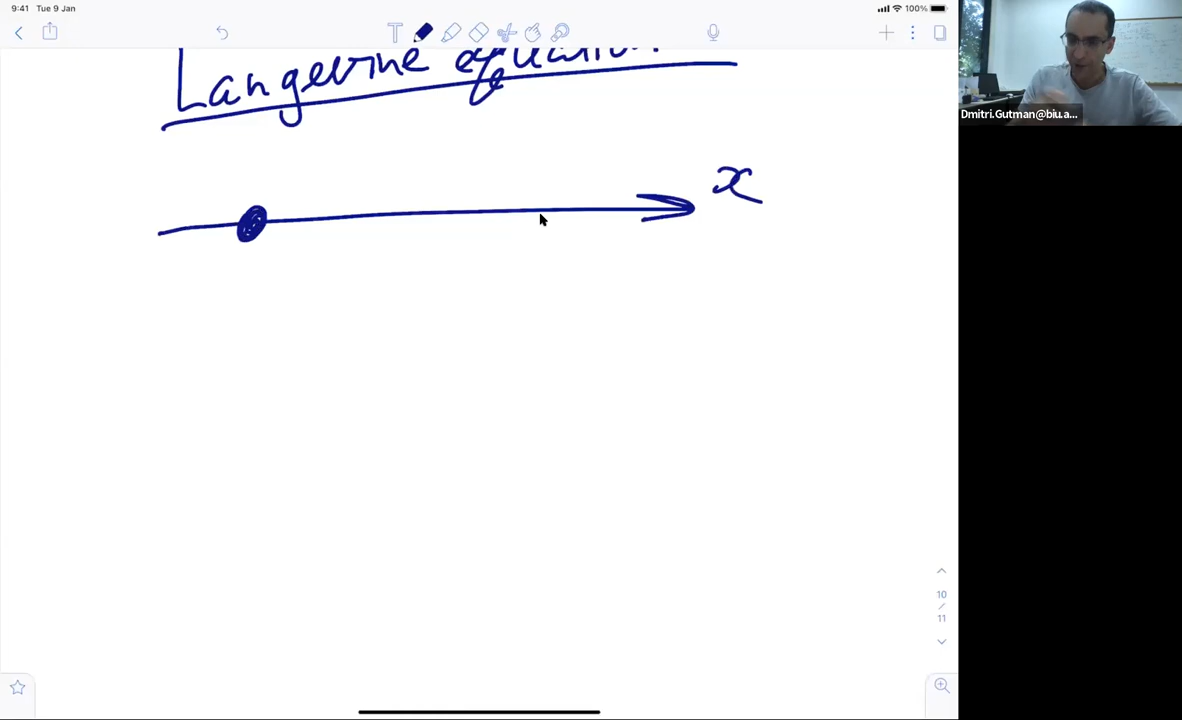 9:41 Tue 9 Jan
100%
T
Langevine equation
x
Dmitri.Gutman@biu.a...
10
/
11